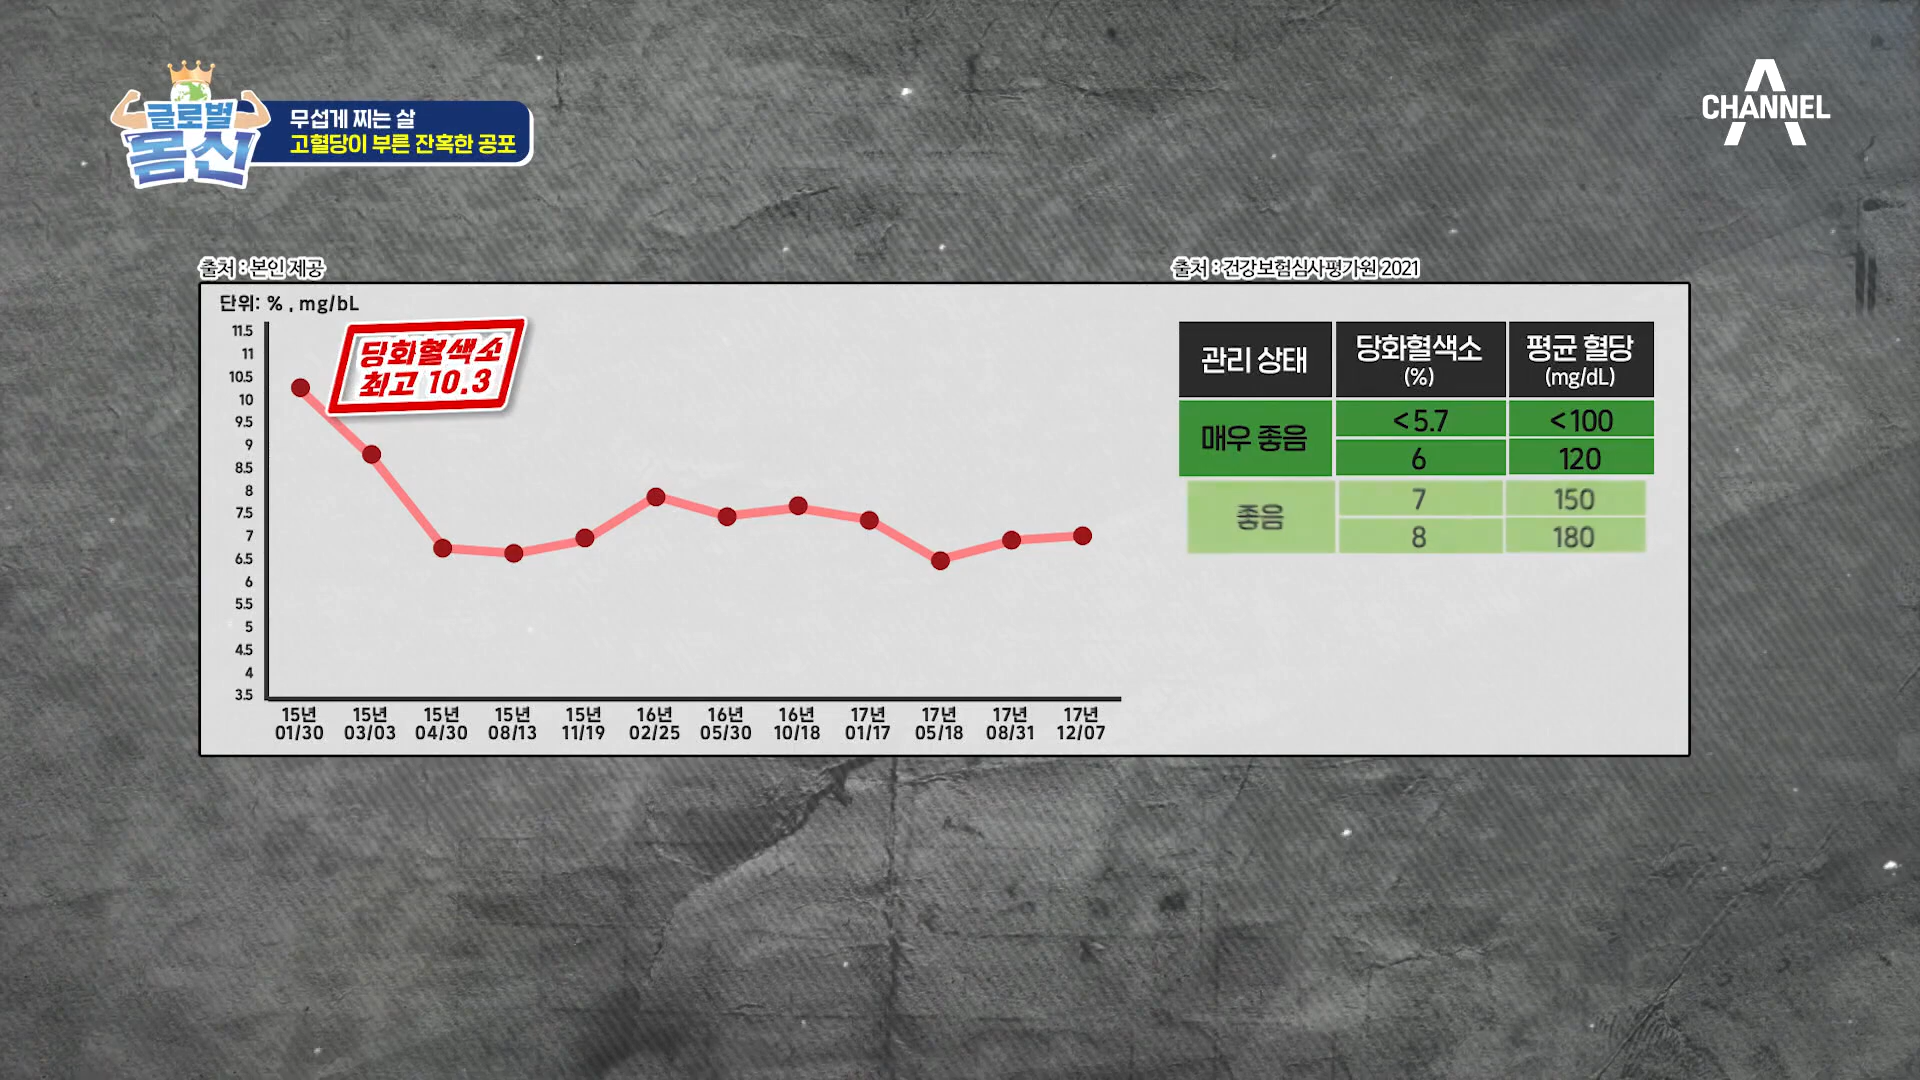 글로벌
몸신
무섭게 찌는 살
고혈당이 부른 잔혹한 공포
CHANNEL A
출처 : 본인 제공
단위: % , mg/bL
당화혈색소
최고 10.3
11.5
11
10.5
10
9.5
9
8.5
8
7.5
7
6.5
6
5.5
5
4.5
4
3.5
15년 15년 15년 15년 15년 16년 16년 16년 17년 17년 17년 17년
01/30 03/03 04/30 08/13 11/19 02/25 05/30 10/18 01/17 05/18 08/31 12/07
출처 : 건강보험심사평가원 2021
관리 상태 당화혈색소 (%) 평균 혈당 (mg/dL)
매우 좋음 <5.7 <100
6 120
좋음 7 150
8 180